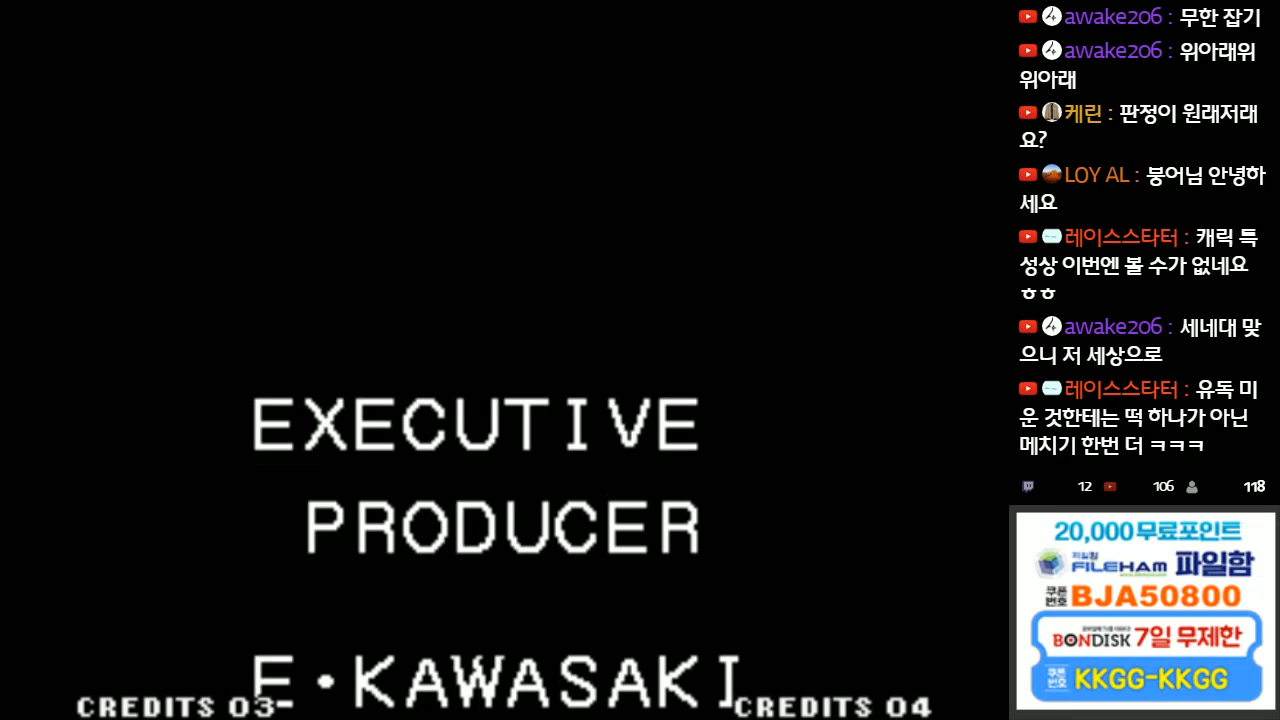 EXECUTIVE
PRODUCER
E・KAWASAKI
CREDITS 03
CREDITS 04
awake206 : 무한 잡기
awake206 : 위아래위
위아래
케린 : 판정이 원래저래
요?
LOY AL : 붕어님 안녕하
세요
레이스스타터 : 캐릭 특
성상 이번엔 볼 수가 없네요
ㅎㅎ
awake206 : 세네대 맞
으니 저 세상으로
레이스스타터 : 유독 미
운 것한테는 떡 하나가 아닌
메치기 한번 더 ㅋㅋㅋ
12 106 118
20,000무료포인트
파일함 FILEHAM 파일함
쿠폰번호 BJA50800
BONDISK 7일 무제한
쿠폰번호 KKGG-KKGG